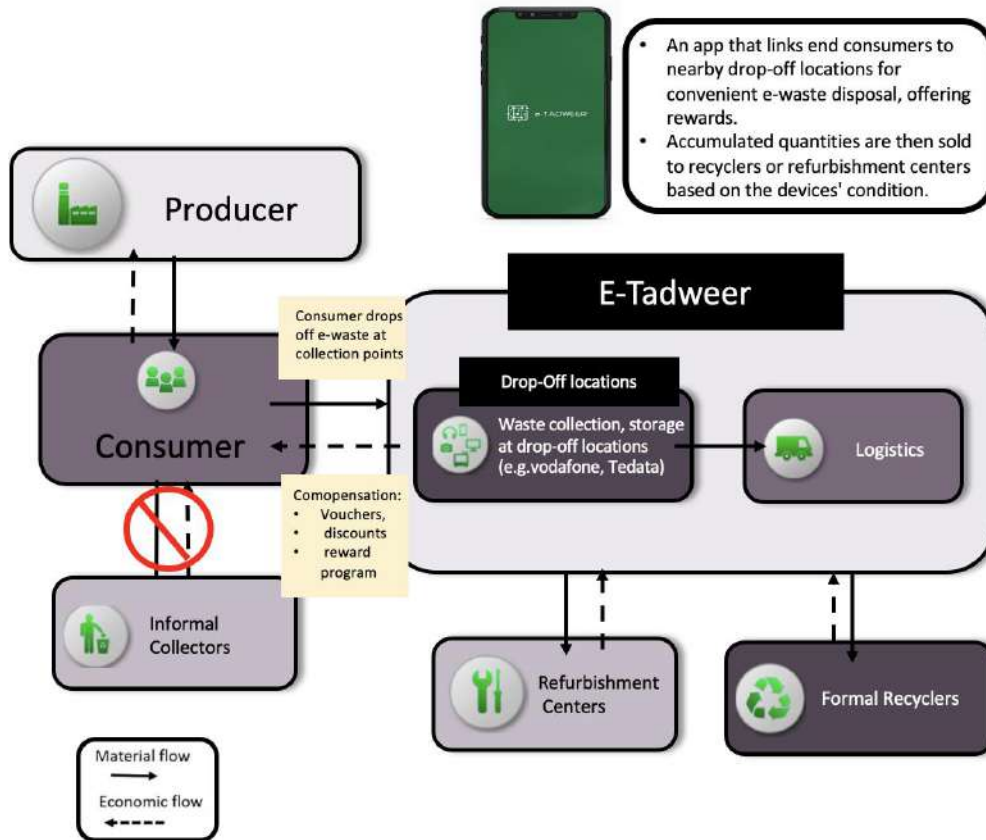 e-TADWEER
• An app that links end consumers to
nearby drop-off locations for
convenient e-waste disposal, offering
rewards.
• Accumulated quantities are then sold
to recyclers or refurbishment centers
based on the devices' condition.
Producer
E-Tadweer
Consumer drops
off e-waste at
collection points
Consumer
Drop-Off locations
Waste collection, storage
at drop-off locations
(e.g.vodafone, Tedata)
Logistics
Comopensation:
• Vouchers,
• discounts
• reward
program
Informal
Collectors
Refurbishment
Centers
Formal Recyclers
Material flow
Economic flow